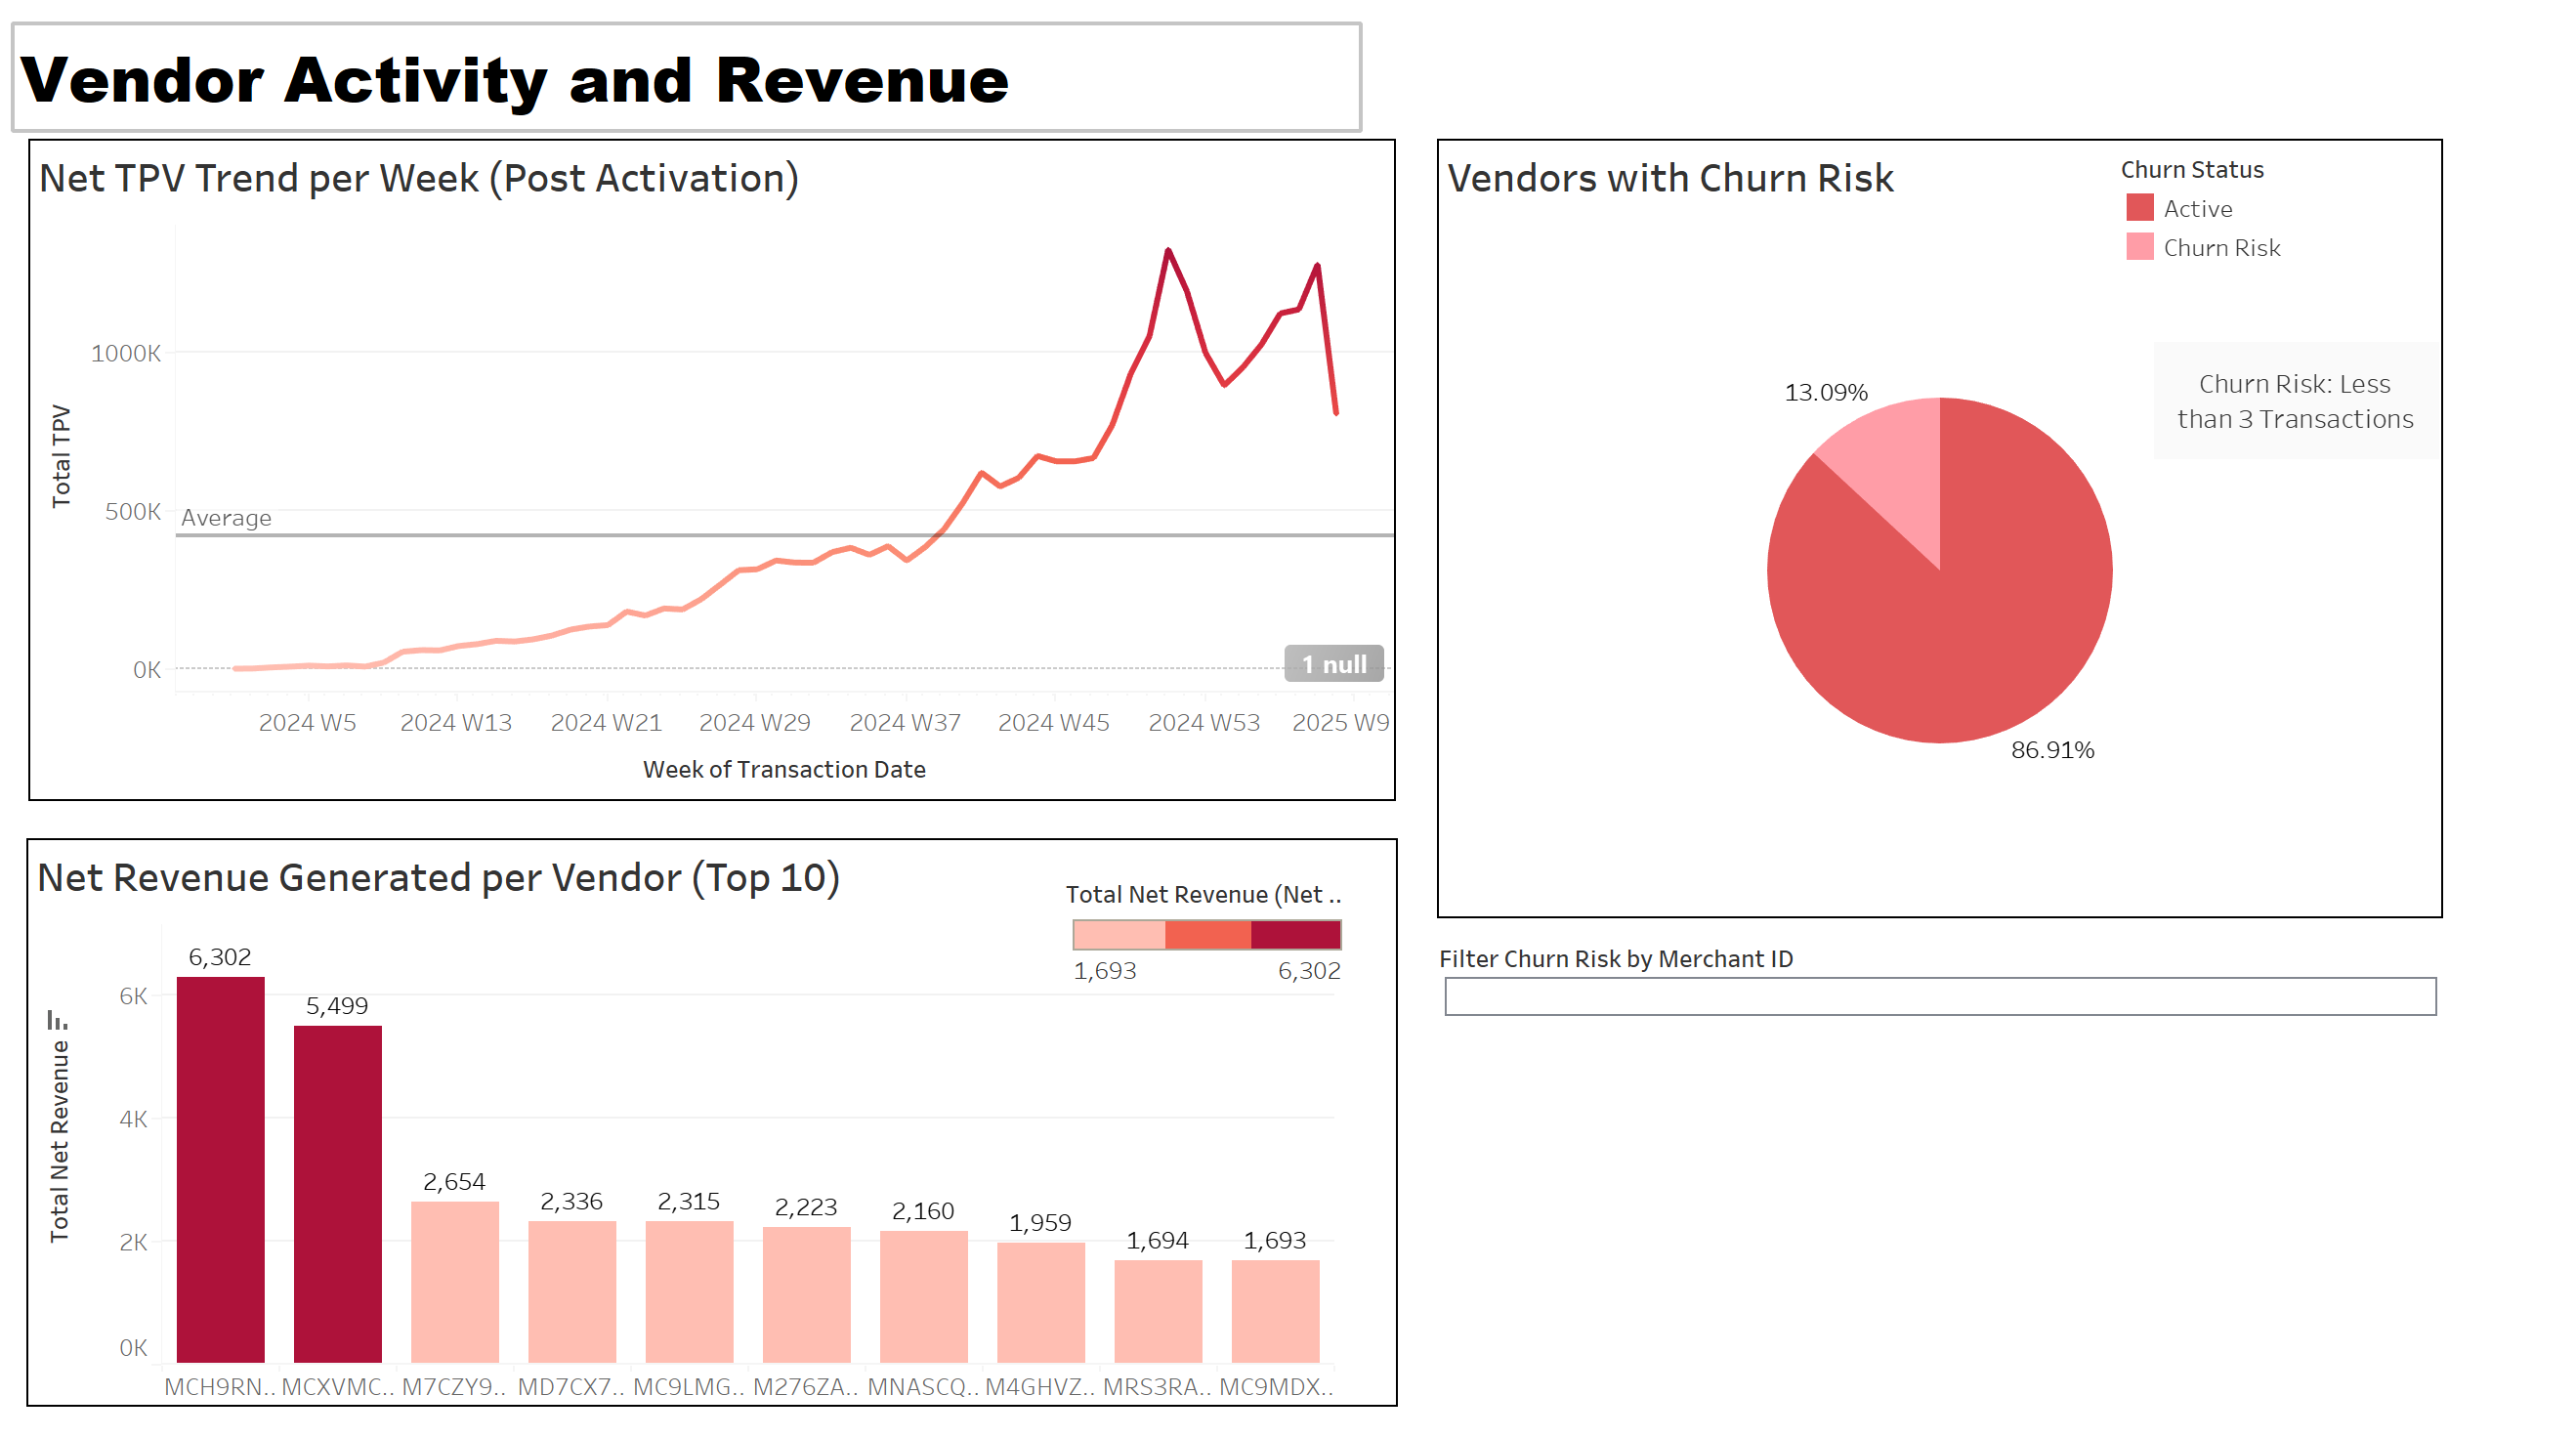 Vendor Activity and Revenue
Net TPV Trend per Week (Post Activation)
Total TPV
1000K
500K
0K
Average
1 null
2024 W5 2024 W13 2024 W21 2024 W29 2024 W37 2024 W45 2024 W53 2025 W9
Week of Transaction Date
Vendors with Churn Risk
Churn Status
Active
Churn Risk
Churn Risk: Less
than 3 Transactions
13.09%
86.91%
Net Revenue Generated per Vendor (Top 10)
Total Net Revenue (Net ..
1,693 6,302
Total Net Revenue
6K
4K
2K
0K
6,302 5,499 2,654 2,336 2,315 2,223 2,160 1,959 1,694 1,693
MCH9RN.. MCXVMC.. M7CZY9.. MD7CX7.. MC9LMG.. M276ZA.. MNASCQ.. M4GHVZ.. MRS3RA.. MC9MDX..
Filter Churn Risk by Merchant ID